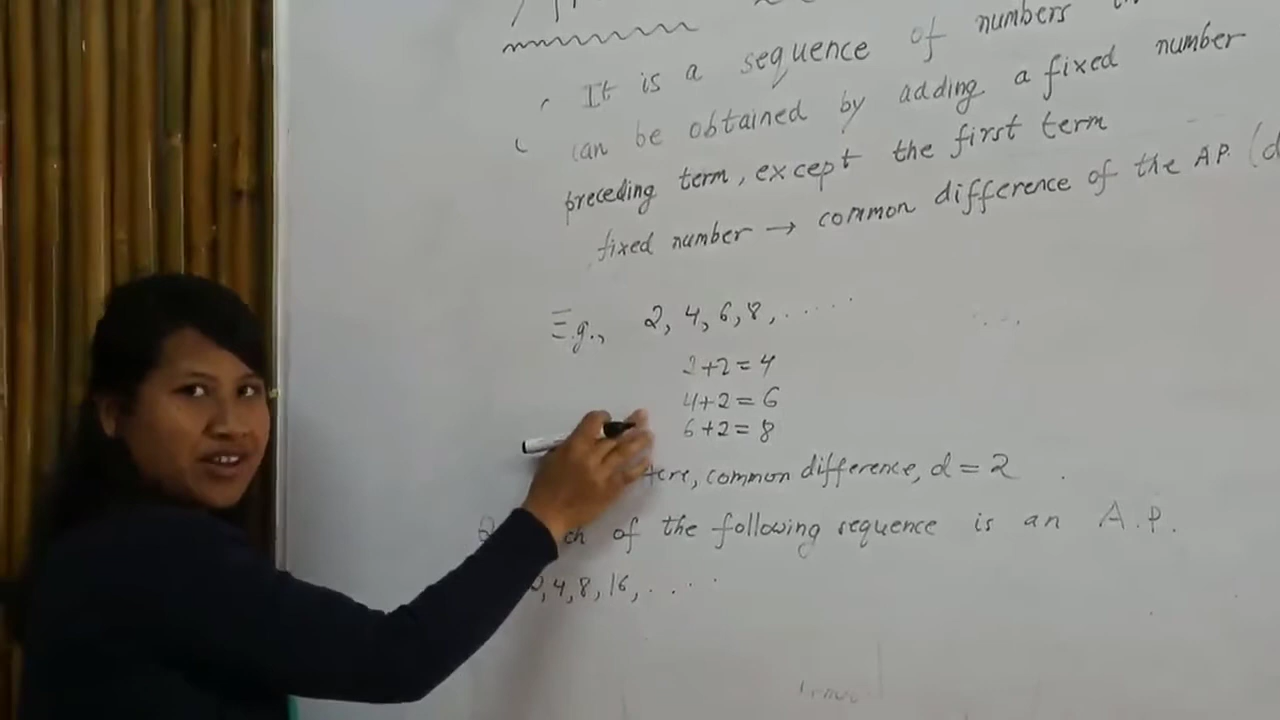 It is a sequence of numbers
can be obtained by adding a fixed number
preceding term, except the first term
fixed number → common difference of the A.P. (d
E.g., 2, 4, 6, 8, .....
2+2=4
4+2=6
6+2=8
common difference, d=2
of the following sequence is an A.P.
2, 4, 8, 16, ....